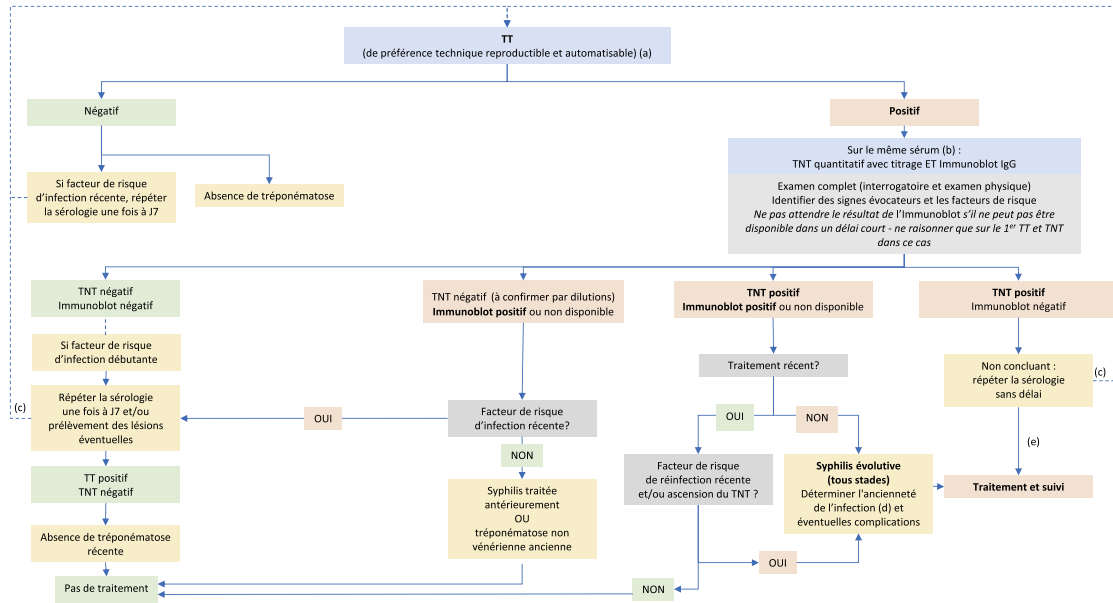 TT
(de préférence technique reproductible et automatisable) (a)
Négatif
Positif
Si facteur de risque
d'infection récente, répéter
la sérologie une fois à J7
Absence de tréponématose
Sur le même sérum (b) :
TNT quantitatif avec titrage ET Immunoblot IgG
Examen complet (interrogatoire et examen physique)
Identifier des signes évocateurs et les facteurs de risque
Ne pas attendre le résultat de l'Immunoblot s'il ne peut pas être
disponible dans un délai court - ne raisonner que sur le 1er TT et TNT
dans ce cas
TNT négatif
Immunoblot négatif
TNT négatif (à confirmer par dilutions)
Immunoblot positif ou non disponible
TNT positif
Immunoblot positif ou non disponible
TNT positif
Immunoblot négatif
Si facteur de risque
d'infection débutante
Traitement récent?
Non concluant :
répéter la sérologie
sans délai
(c)
(c)
Répéter la sérologie
une fois à J7 et/ou
prélèvement des lésions
éventuelles
OUI
Facteur de risque
d'infection récente?
OUI
NON
(e)
NON
TT positif
TNT négatif
Syphilis traitée
antérieurement
OU
tréponématose non
vénérienne ancienne
Facteur de risque
de réinfection récente
et/ou ascension du TNT ?
Syphilis évolutive
(tous stades)
Déterminer l'ancienneté
de l'infection (d) et
éventuelles complications
Traitement et suivi
Absence de tréponématose
récente
OUI
Pas de traitement
NON